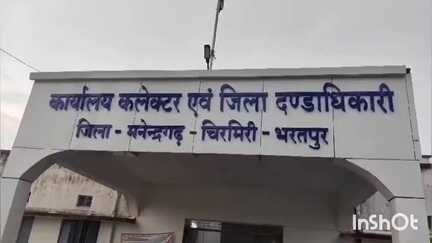 कार्यालय कलेक्टर एवं जिला दण्डाधिकारी
जिला - मनेन्द्रगढ़ - चिरमिरी - भरतपुर
InShOt